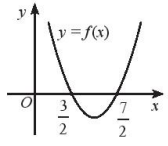 y
y = f(x)
O
3/2
7/2
x